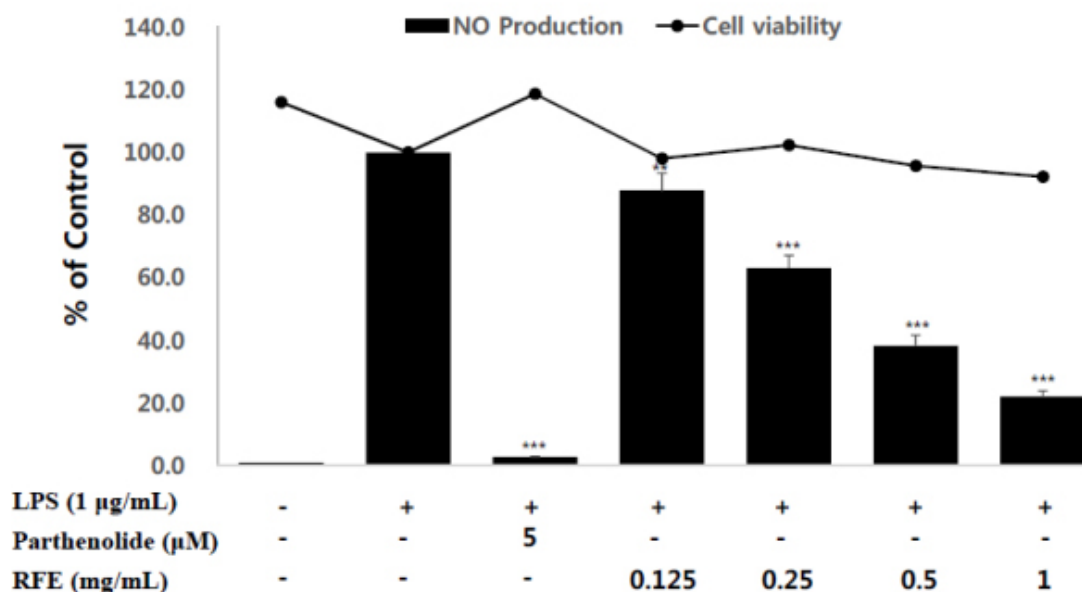 140.0
NO Production Cell viability
120.0
100.0
**
80.0
***
60.0
40.0
***
20.0
***
***
0.0
% of Control
LPS (1 μg/mL) - + + + + + +
Parthenolide (μM) - - 5 - - - -
RFE (mg/mL) - - - 0.125 0.25 0.5 1